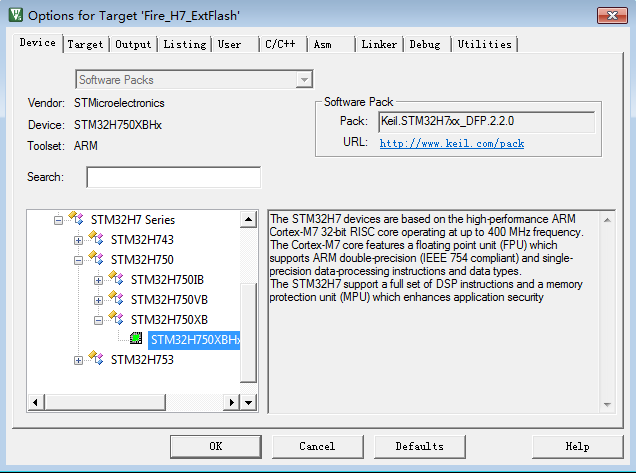 Options for Target 'Fire_H7_ExtFlash'
Device Target Output Listing User C/C++ Asm Linker Debug Utilities
Software Packs
Software Pack
Vendor: STMicroelectronics
Device: STM32H750XBHx
Toolset: ARM
Pack: Keil.STM32H7xx_DFP.2.2.0
URL: http://www.keil.com/pack
Search:
STM32H7 Series
STM32H743
STM32H750
STM32H750IB
STM32H750VB
STM32H750XB
STM32H750XBHx
STM32H753
The STM32H7 devices are based on the high-performance ARM
Cortex-M7 32-bit RISC core operating at up to 400 MHz frequency.
The Cortex-M7 core features a floating point unit (FPU) which
supports ARM double-precision (IEEE 754 compliant) and single-
precision data-processing instructions and data types.
The STM32H7 support a full set of DSP instructions and a memory
protection unit (MPU) which enhances application security
OK Cancel Defaults Help